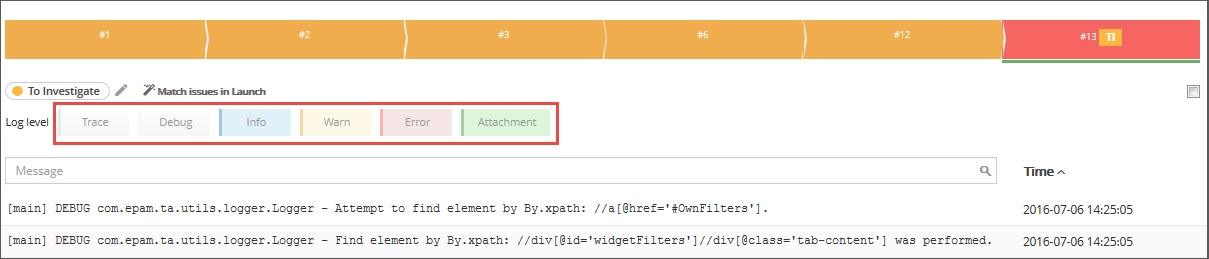 #1 #2 #3 #6 #12 #13 TI
To Investigate Match issues in Launch
Log level Trace Debug Info Warn Error Attachment
Message Time
[main] DEBUG com.epam.ta.utils.logger.Logger - Attempt to find element by By.xpath: //a[@href='#OwnFilters']. 2016-07-06 14:25:05
[main] DEBUG com.epam.ta.utils.logger.Logger - Find element by By.xpath: //div[@id='widgetFilters']//div[@class='tab-content'] was performed. 2016-07-06 14:25:05